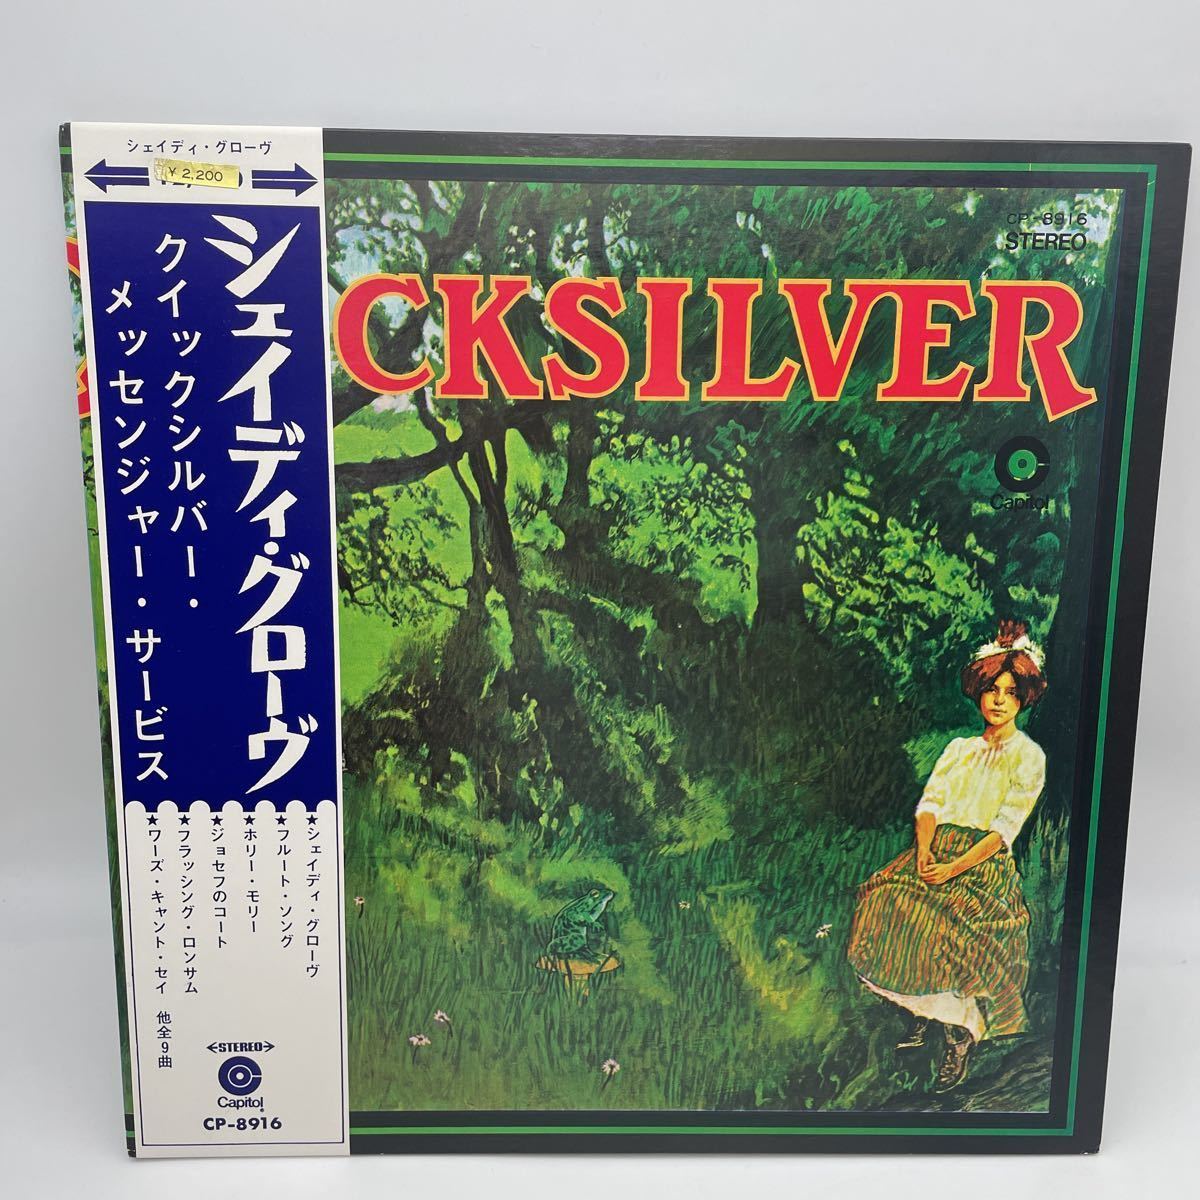 シェイディ・グローヴ
¥ 2,200
シェイディ・グローヴ
クイックシルバー・
メッセンジャー・サービス
★シェイディ・グローヴ
★フルート・ソング
★ホリー・モリー
★ジョセフのコート
★フラッシング・ロンサム
★ワーズ・キャント・セイ 他全9曲
STEREO
Capitol
CP-8916
CP-8916
STEREO
CKSILVER
Capitol